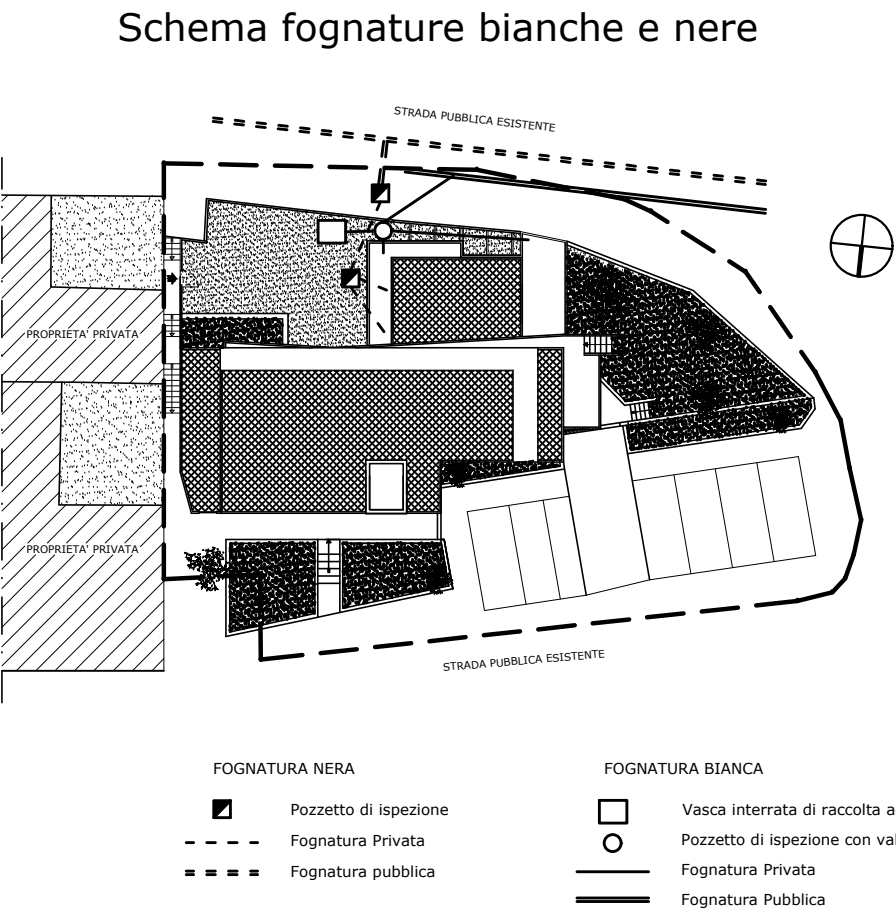 Schema fognature bianche e nere
STRADA PUBBLICA ESISTENTE
PROPRIETA' PRIVATA
PROPRIETA' PRIVATA
STRADA PUBBLICA ESISTENTE
FOGNATURA NERA
Pozzetto di ispezione
Fognatura Privata
Fognatura pubblica
FOGNATURA BIANCA
Vasca interrata di raccolta a
Pozzetto di ispezione con val
Fognatura Privata
Fognatura Pubblica